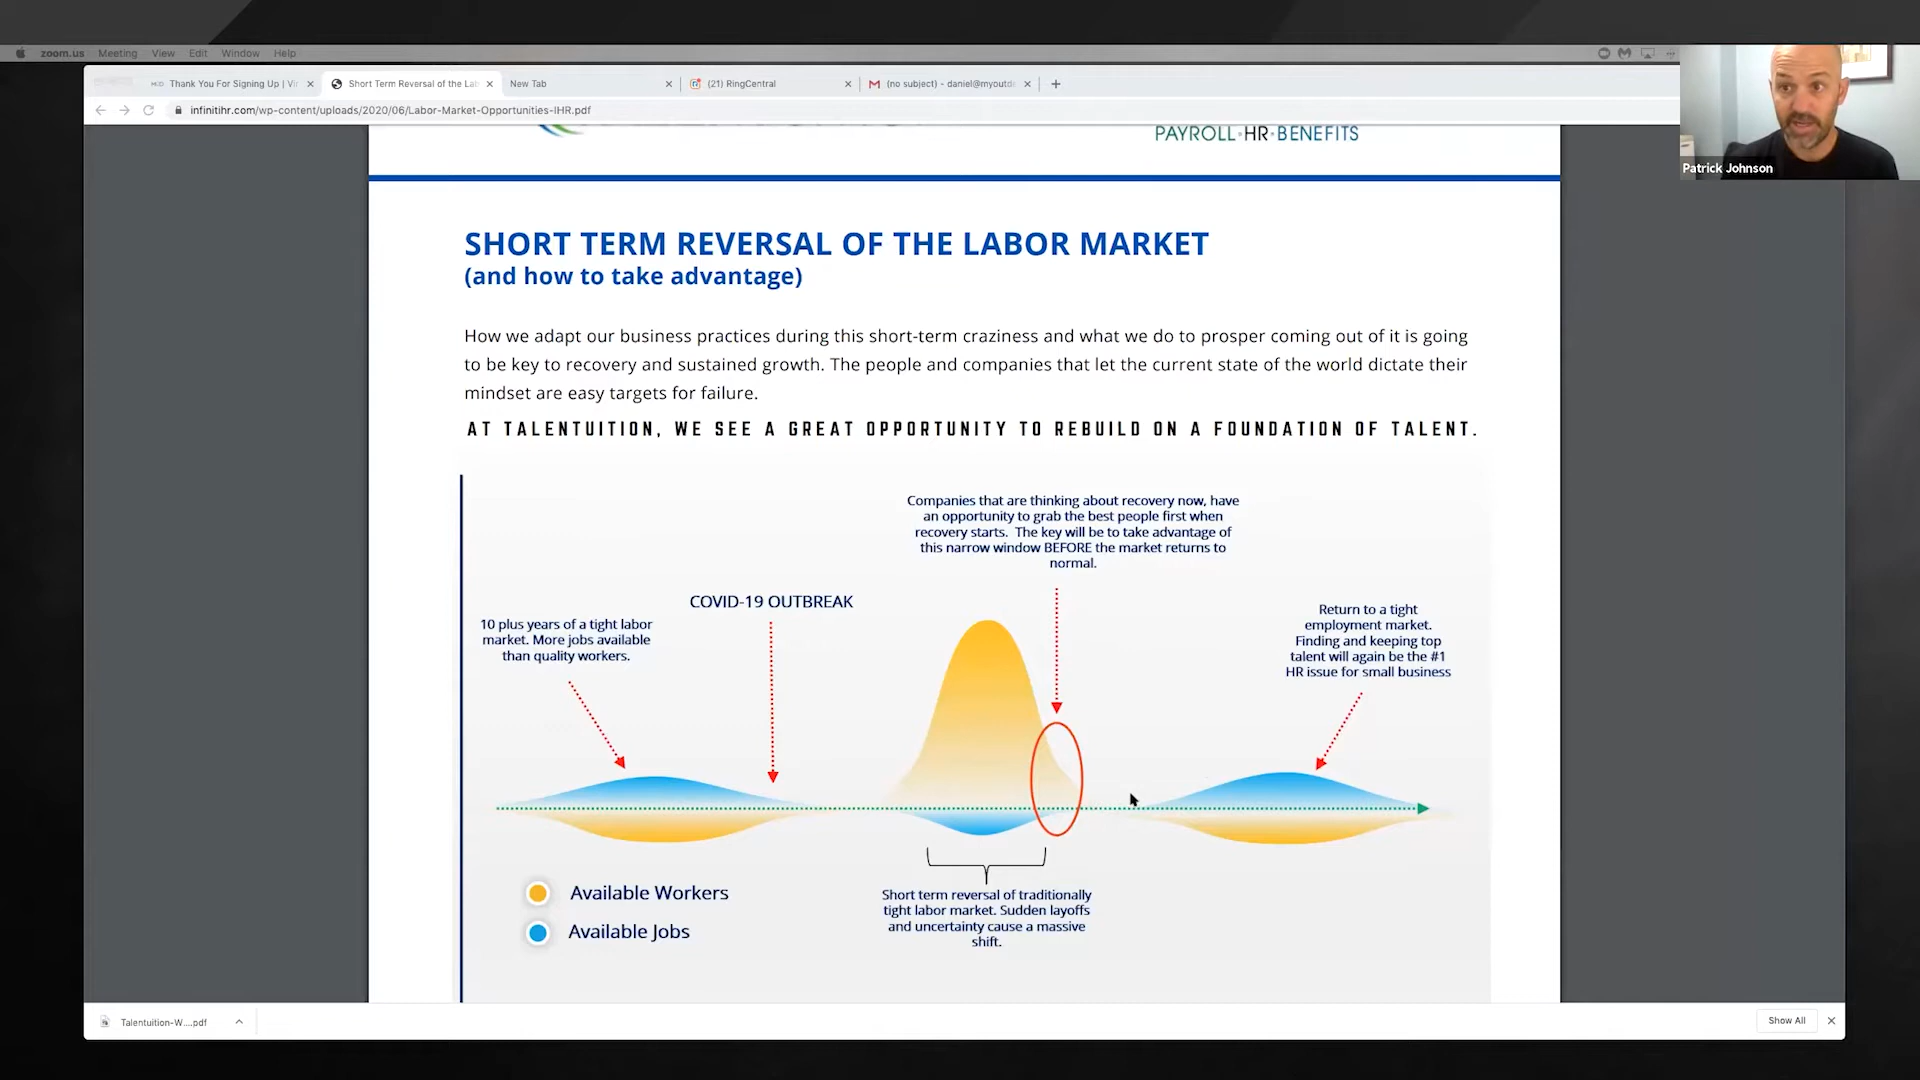 zoom.us Meeting View Edit Window Help
Thank You For Signing Up | Vi
Short Term Reversal of the Lab
New Tab
(21) RingCentral
(no subject) - daniel@myoutd
infinitihr.com/wp-content/uploads/2020/06/Labor-Market-Opportunities-IHR.pdf
Patrick Johnson
PAYROLL·HR·BENEFITS
SHORT TERM REVERSAL OF THE LABOR MARKET
(and how to take advantage)
How we adapt our business practices during this short-term craziness and what we do to prosper coming out of it is going
to be key to recovery and sustained growth. The people and companies that let the current state of the world dictate their
mindset are easy targets for failure.
AT TALENTUITION, WE SEE A GREAT OPPORTUNITY TO REBUILD ON A FOUNDATION OF TALENT.
Companies that are thinking about recovery now, have
an opportunity to grab the best people first when
recovery starts. The key will be to take advantage of
this narrow window BEFORE the market returns to
normal.
COVID-19 OUTBREAK
10 plus years of a tight labor
market. More jobs available
than quality workers.
Return to a tight
employment market.
Finding and keeping top
talent will again be the #1
HR issue for small business
Available Workers
Available Jobs
Short term reversal of traditionally
tight labor market. Sudden layoffs
and uncertainty cause a massive
shift.
Talentuition-W....pdf
Show All